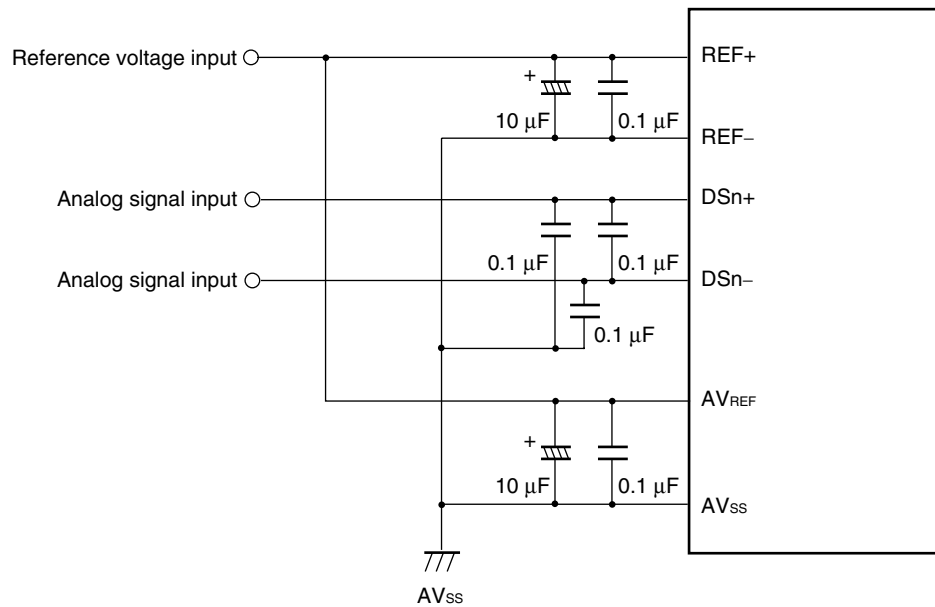 Reference voltage input
REF+
+
10 μF
0.1 μF
REF−
Analog signal input
DSn+
0.1 μF
0.1 μF
Analog signal input
DSn−
0.1 μF
AVREF
+
10 μF
0.1 μF
AVSS
AVSS